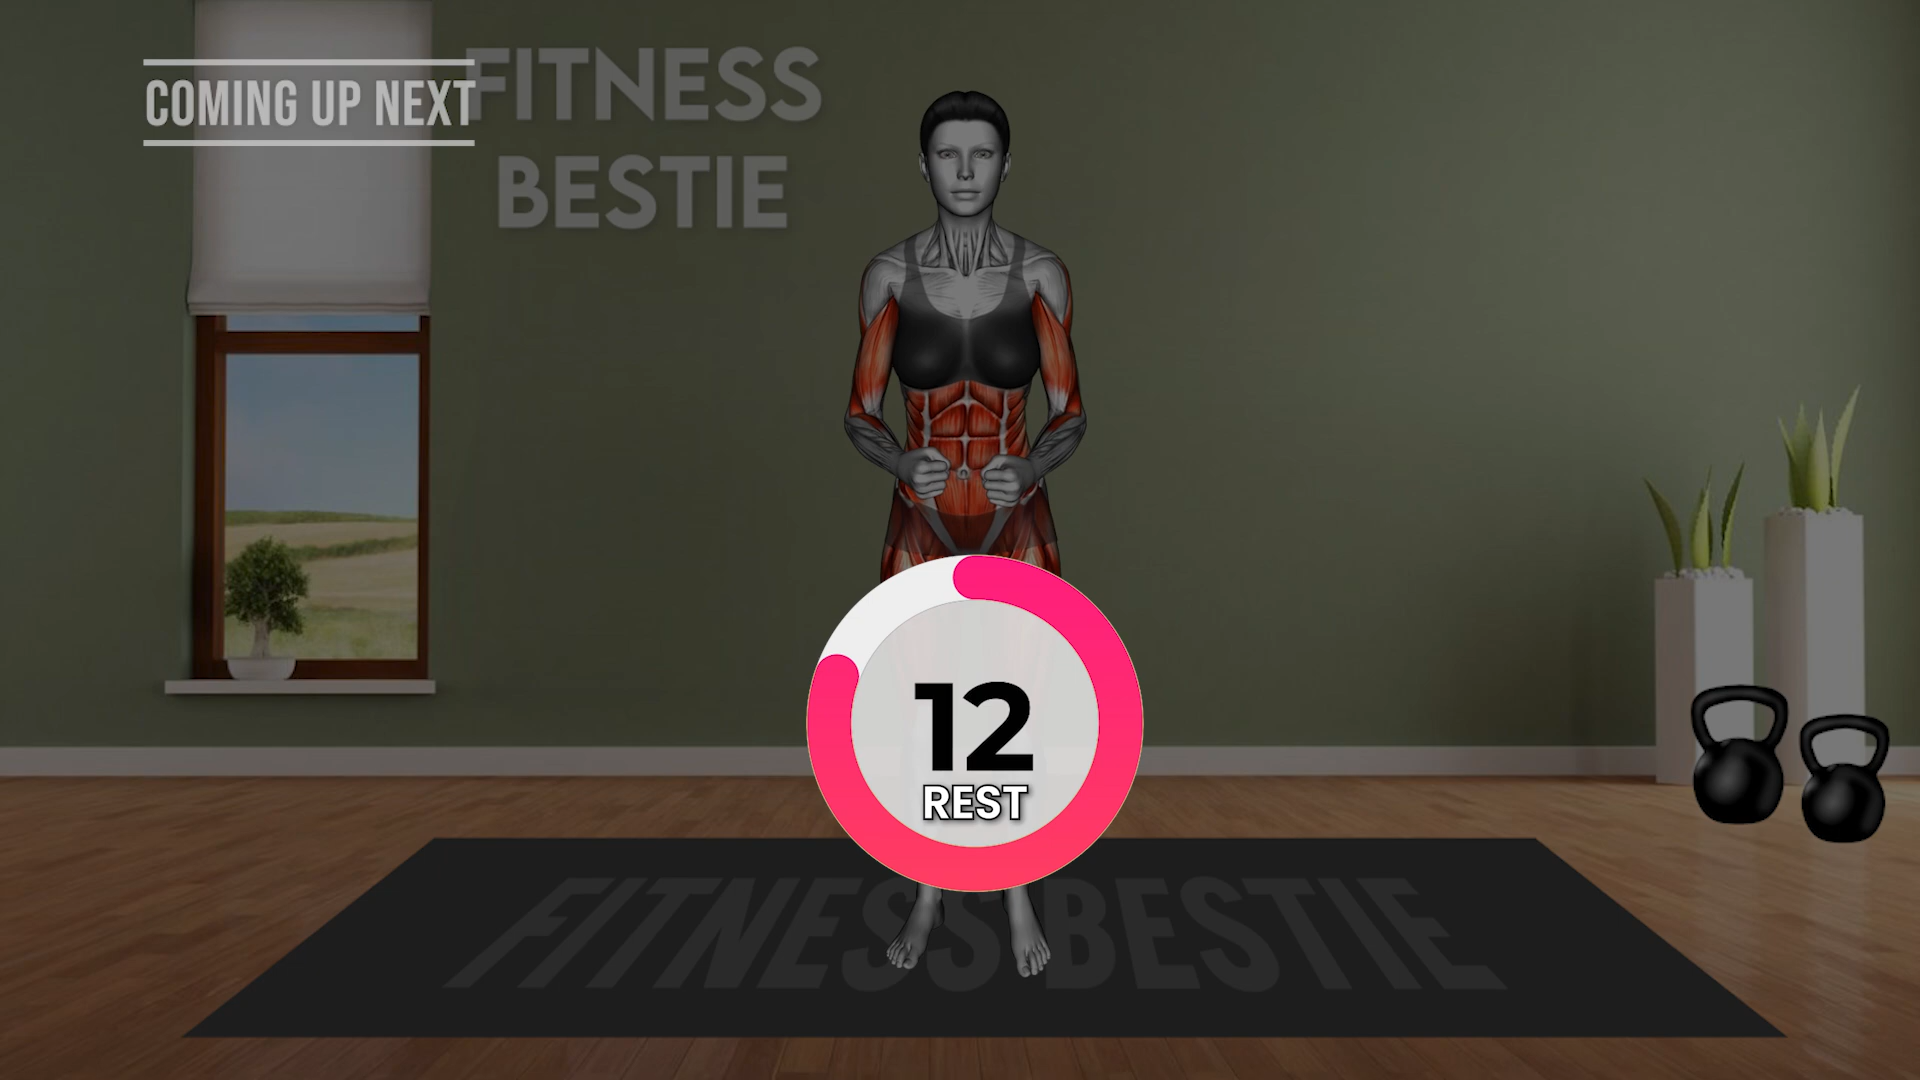 COMING UP NEXT
FITNESS
BESTIE
12
REST
FITNESS BESTIE